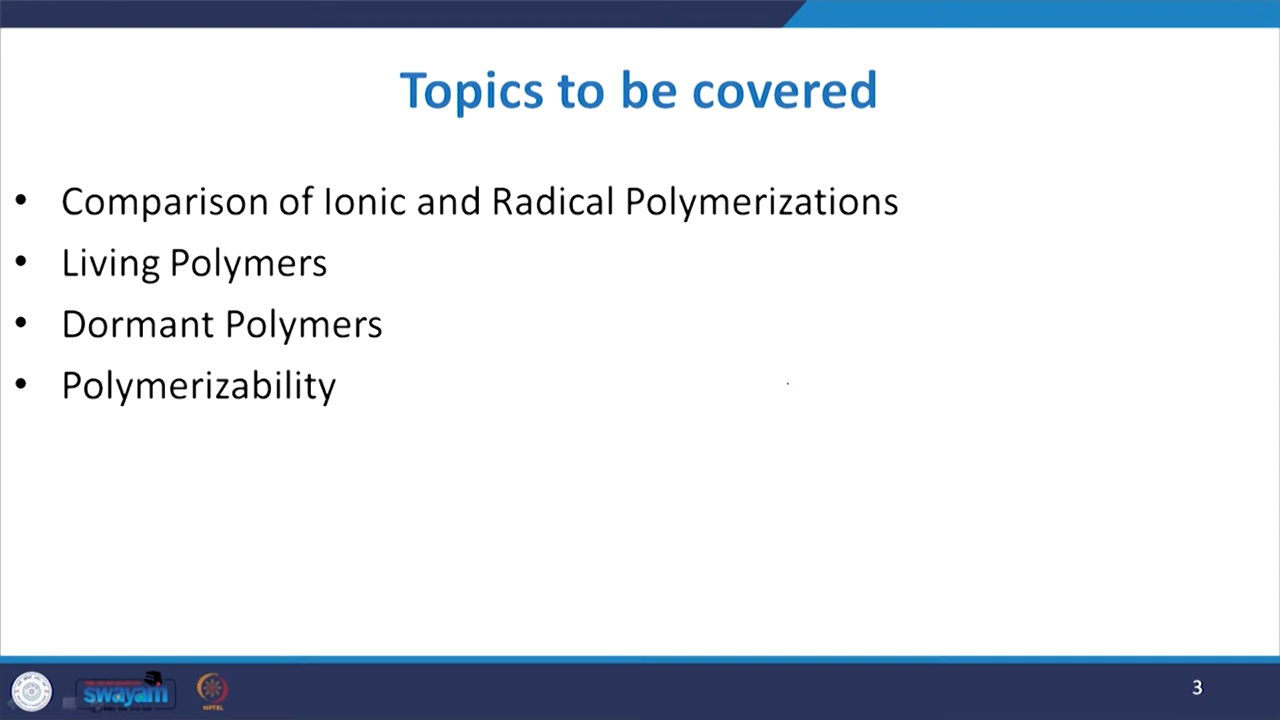 Topics to be covered
• Comparison of Ionic and Radical Polymerizations
• Living Polymers
• Dormant Polymers
• Polymerizability
swayam
NPTEL
3